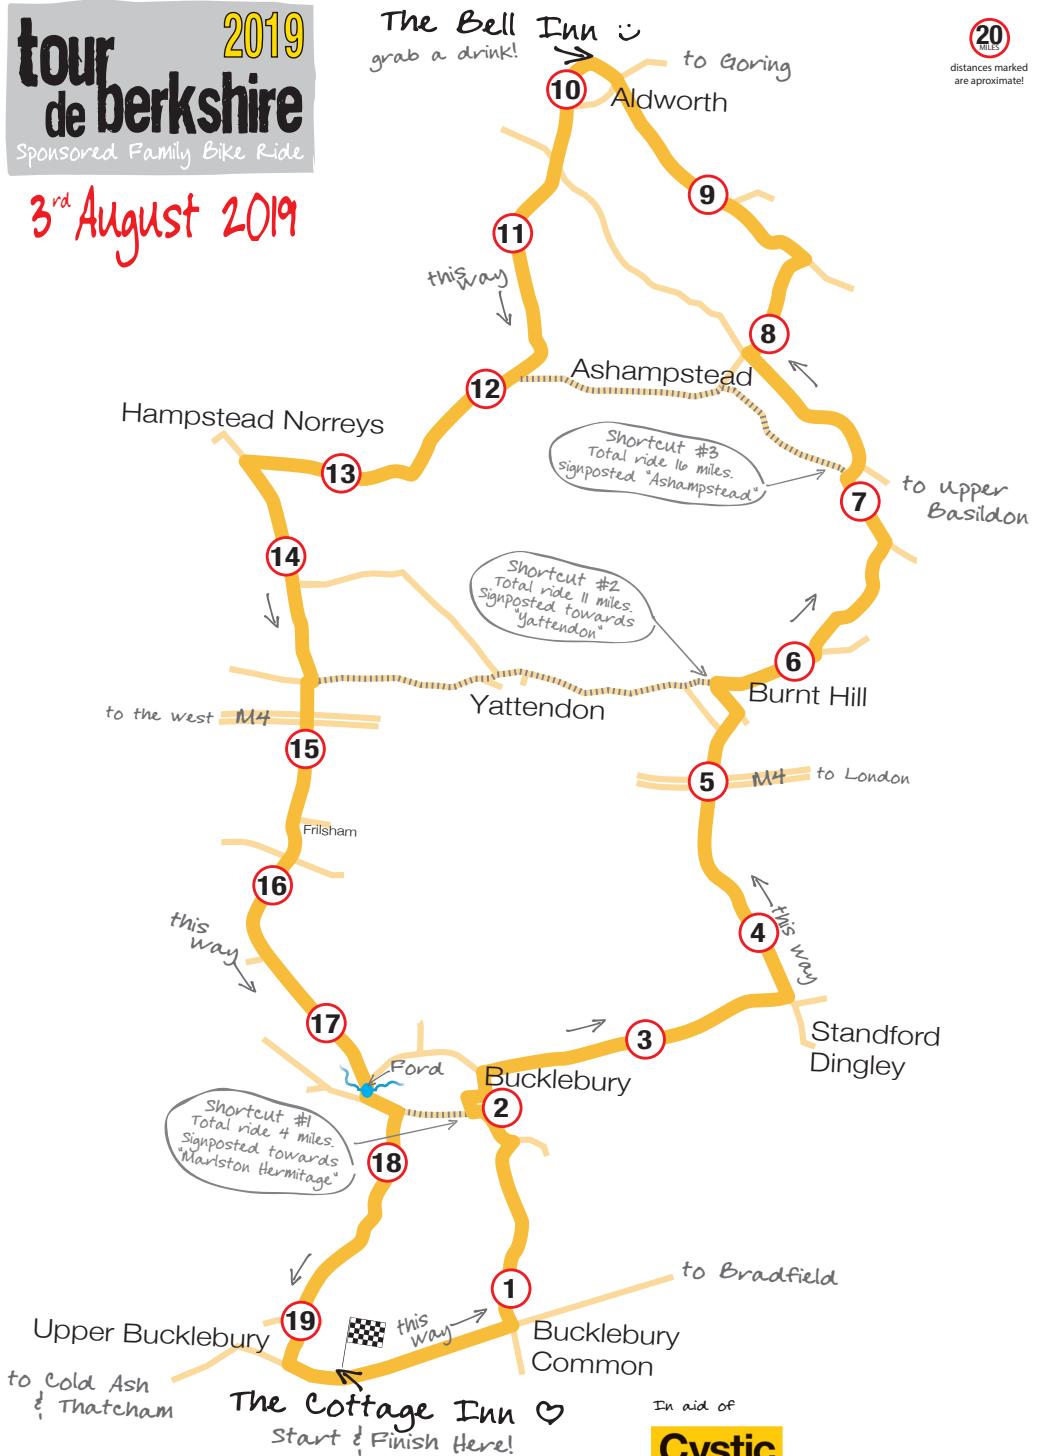 tour 2019
de berkshire
Sponsored Family Bike Ride
3rd August 2019
The Bell Inn
grab a drink!
20
MILES
distances marked
are aproximate!
to Goring
10
Aldworth
9
11
this way
8
Ashampstead
12
Hampstead Norreys
Shortcut #3
Total ride 16 miles.
signposted "Ashampstead"
13
7
to upper
Basildon
14
Shortcut #2
Total ride 11 miles.
Signposted towards
"Yattendon"
6
Burnt Hill
Yattendon
to the west M4
15
5
M4 to London
Frilsham
16
this
way
4
this way
17
3
Standford
Dingley
Ford
Bucklebury
2
Shortcut #1
Total ride 4 miles.
Signposted towards
"Marlston Hermitage"
18
1
to Bradfield
19
this
way
Upper Bucklebury
Bucklebury
Common
to Cold Ash
& Thatcham
The Cottage Inn
Start & Finish Here!
In aid of
Cystic